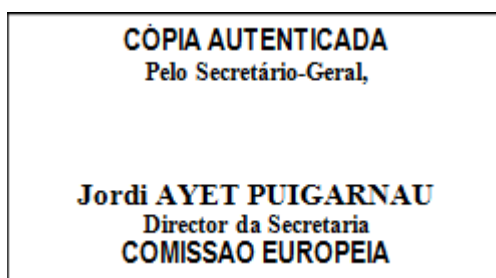 CÓPIA AUTENTICADA
Pelo Secretário-Geral,
Jordi AYET PUIGARNAU
Director da Secretaria
COMISSAO EUROPEIA